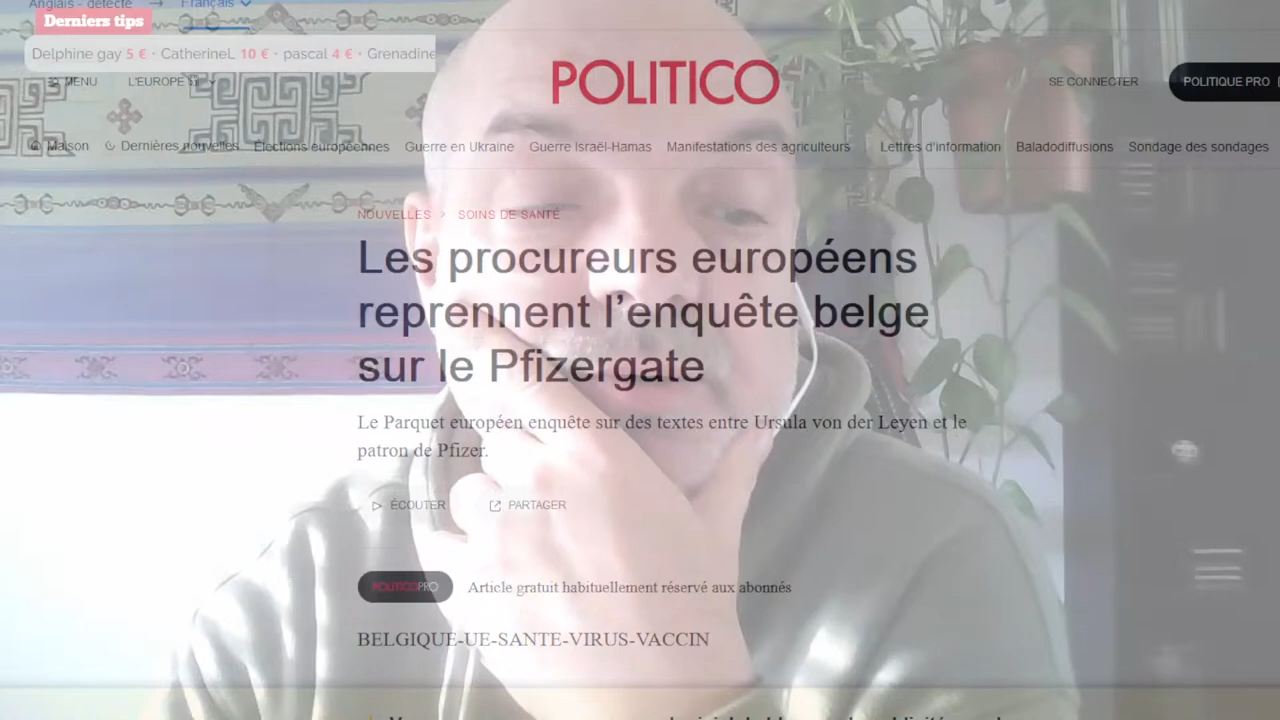 Anglais - détecté → Français
Derniers tips
Delphine gay 5 € · CatherineL 10 € · pascal 4 € · Grenadine
MENU L'EUROPE
POLITICO
SE CONNECTER POLITIQUE PRO
Maison Dernières nouvelles Élections européennes Guerre en Ukraine Guerre Israël-Hamas Manifestations des agriculteurs Lettres d'information Baladodiffusions Sondage des sondages
NOUVELLES > SOINS DE SANTÉ
Les procureurs européens
reprennent l'enquête belge
sur le Pfizergate
Le Parquet européen enquête sur des textes entre Ursula von der Leyen et le
patron de Pfizer.
ÉCOUTER PARTAGER
POLITICOPRO Article gratuit habituellement réservé aux abonnés
BELGIQUE-UE-SANTE-VIRUS-VACCIN